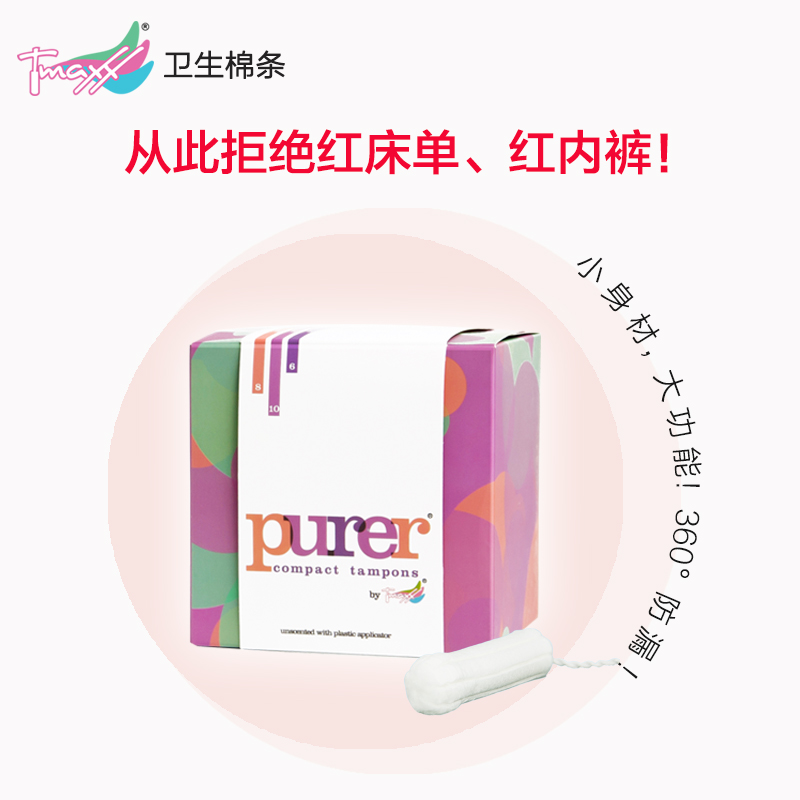 Tmaxx® 卫生棉条
从此拒绝红床单、红内裤！
小身材，大功能！360°防漏！
8
10
6
purer®
compact tampons
by Tmaxx®
unscented with plastic applicator